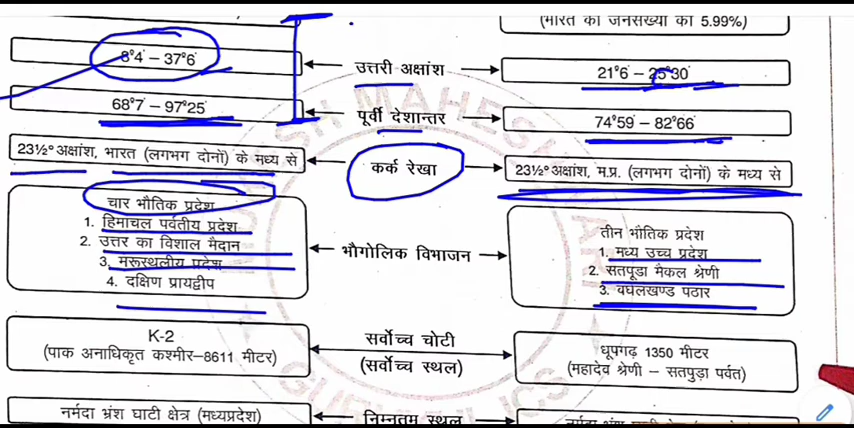 (भारत की जनसंख्या का 5.99%)
8°4' – 37°6'
उत्तरी अक्षांश
21°6' – 25°30'
68°7' – 97°25'
पूर्वी देशान्तर
74°59' – 82°66'
23½° अक्षांश, भारत (लगभग दोनों) के मध्य से
कर्क रेखा
23½° अक्षांश, म.प्र. (लगभग दोनों) के मध्य से
चार भौतिक प्रदेश
1. हिमाचल पर्वतीय प्रदेश
2. उत्तर का विशाल मैदान
3. मरूस्थलीय प्रदेश
4. दक्षिण प्रायद्वीप
भौगोलिक विभाजन
तीन भौतिक प्रदेश
1. मध्य उच्च प्रदेश
2. सतपूडा मैकल श्रेणी
3. बघेलखण्ड पठार
K-2
(पाक अनाधिकृत कश्मीर–8611 मीटर)
सर्वोच्च चोटी
(सर्वोच्च स्थल)
धूपगढ़ 1350 मीटर
(महादेव श्रेणी – सतपुड़ा पर्वत)
नर्मदा भ्रंश घाटी क्षेत्र (मध्यप्रदेश)
निम्नतम स्थल